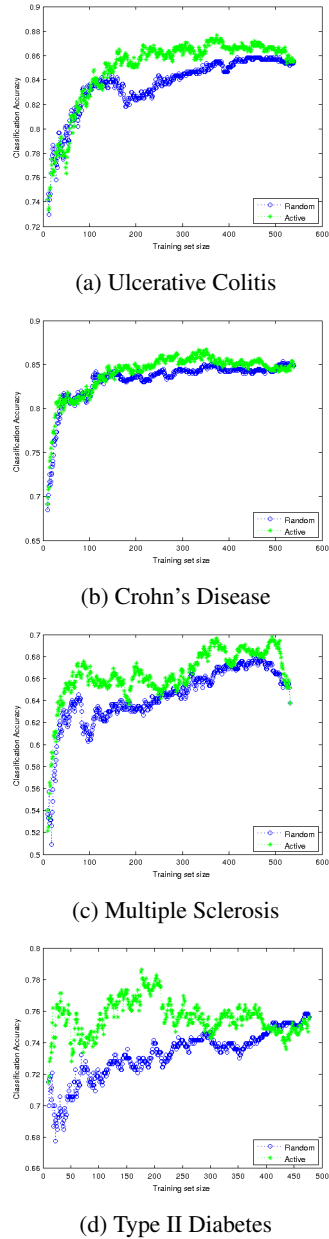 0.88
0.86
0.84
0.82
0.8
0.78
0.76
0.74
0.72
Classification Accuracy
Random
Active
0 100 200 300 400 500 600
Training set size
(a) Ulcerative Colitis
0.9
0.85
0.8
0.75
0.7
0.65
Classification Accuracy
Random
Active
0 100 200 300 400 500 600
Training set size
(b) Crohn's Disease
0.7
0.68
0.66
0.64
0.62
0.6
0.58
0.56
0.54
0.52
0.5
Classification Accuracy
Random
Active
0 100 200 300 400 500 600
Training set size
(c) Multiple Sclerosis
0.8
0.78
0.76
0.74
0.72
0.7
0.68
0.66
Classification Accuracy
Random
Active
0 50 100 150 200 250 300 350 400 450 500
Training set size
(d) Type II Diabetes